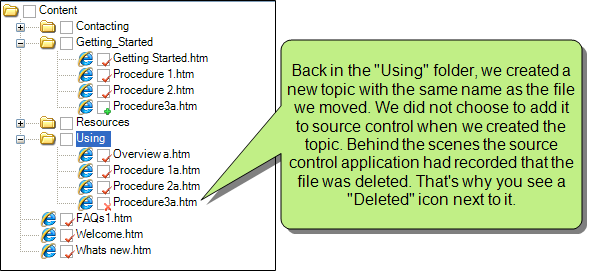 Content
Contacting
Getting_Started
Getting Started.htm
Procedure 1.htm
Procedure 2.htm
Procedure3a.htm
Resources
Using
Overview a.htm
Procedure 1a.htm
Procedure 2a.htm
Procedure3a.htm
FAQs1.htm
Welcome.htm
Whats new.htm
Back in the "Using" folder, we created a
new topic with the same name as the file
we moved. We did not choose to add it
to source control when we created the
topic. Behind the scenes the source
control application had recorded that the
file was deleted. That's why you see a
"Deleted" icon next to it.